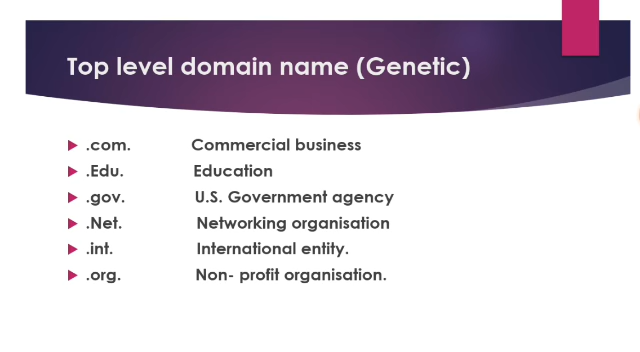 Top level domain name (Genetic)
.com. Commercial business
.Edu. Education
.gov. U.S. Government agency
.Net. Networking organisation
.int. International entity.
.org. Non- profit organisation.